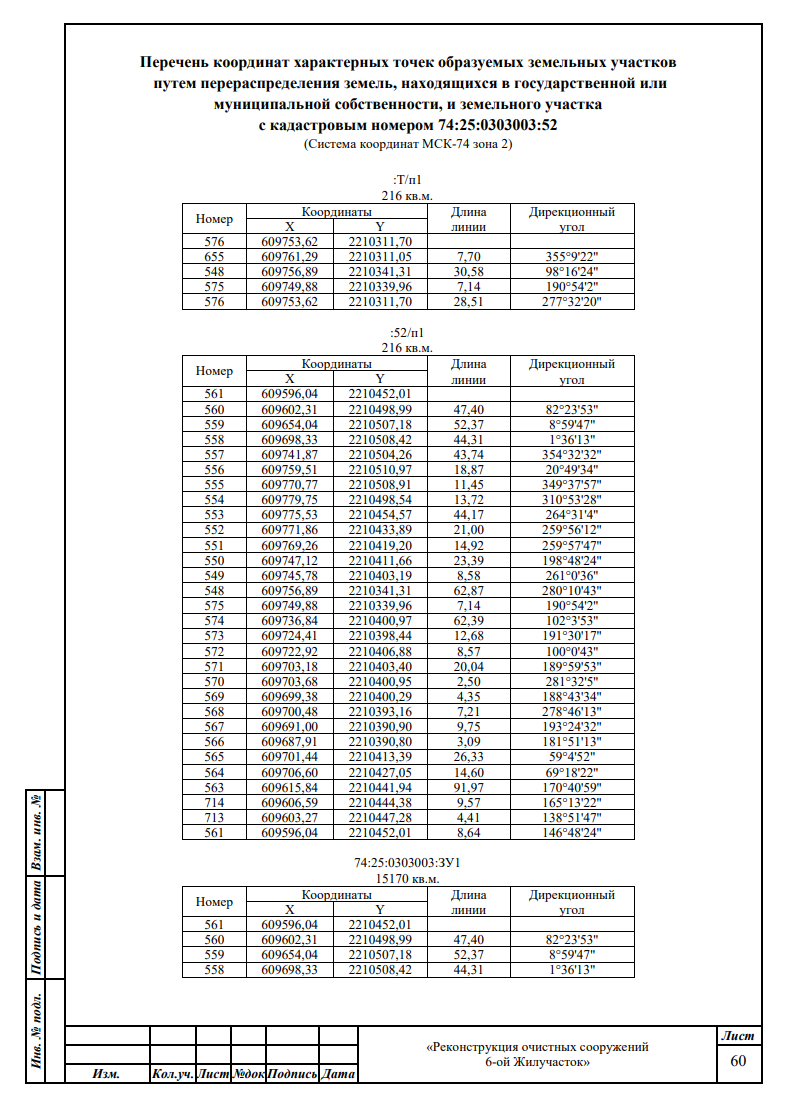 Перечень координат характерных точек образуемых земельных участков
путем перераспределения земель, находящихся в государственной или
муниципальной собственности, и земельного участка
с кадастровым номером 74:25:0303003:52
(Система координат МСК-74 зона 2)
:Т/п1
216 кв.м.
Номер Координаты Длина линии Дирекционный угол
X Y
576 609753,62 2210311,70
655 609761,29 2210311,05 7,70 355°9'22"
548 609756,89 2210341,31 30,58 98°16'24"
575 609749,88 2210339,96 7,14 190°54'2"
576 609753,62 2210311,70 28,51 277°32'20"
:52/п1
216 кв.м.
Номер Координаты Длина линии Дирекционный угол
X Y
561 609596,04 2210452,01
560 609602,31 2210498,99 47,40 82°23'53"
559 609654,04 2210507,18 52,37 8°59'47"
558 609698,33 2210508,42 44,31 1°36'13"
557 609741,87 2210504,26 43,74 354°32'32"
556 609759,51 2210510,97 18,87 20°49'34"
555 609770,77 2210508,91 11,45 349°37'57"
554 609779,75 2210498,54 13,72 310°53'28"
553 609775,53 2210454,57 44,17 264°31'4"
552 609771,86 2210433,89 21,00 259°56'12"
551 609769,26 2210419,20 14,92 259°57'47"
550 609747,12 2210411,66 23,39 198°48'24"
549 609745,78 2210403,19 8,58 261°0'36"
548 609756,89 2210341,31 62,87 280°10'43"
575 609749,88 2210339,96 7,14 190°54'2"
574 609736,84 2210400,97 62,39 102°3'53"
573 609724,41 2210398,44 12,68 191°30'17"
572 609722,92 2210406,88 8,57 100°0'43"
571 609703,18 2210403,40 20,04 189°59'53"
570 609703,68 2210400,95 2,50 281°32'5"
569 609699,38 2210400,29 4,35 188°43'34"
568 609700,48 2210393,16 7,21 278°46'13"
567 609691,00 2210390,90 9,75 193°24'32"
566 609687,91 2210390,80 3,09 181°51'13"
565 609701,44 2210413,39 26,33 59°4'52"
564 609706,60 2210427,05 14,60 69°18'22"
563 609615,84 2210441,94 91,97 170°40'59"
714 609606,59 2210444,38 9,57 165°13'22"
713 609603,27 2210447,28 4,41 138°51'47"
561 609596,04 2210452,01 8,64 146°48'24"
74:25:0303003:ЗУ1
15170 кв.м.
Номер Координаты Длина линии Дирекционный угол
X Y
561 609596,04 2210452,01
560 609602,31 2210498,99 47,40 82°23'53"
559 609654,04 2210507,18 52,37 8°59'47"
558 609698,33 2210508,42 44,31 1°36'13"
Взам. инв. №
Подпись и дата
Инв. № подл.
Изм. Кол.уч. Лист №док Подпись Дата
«Реконструкция очистных сооружений
6-ой Жилучасток»
Лист
60